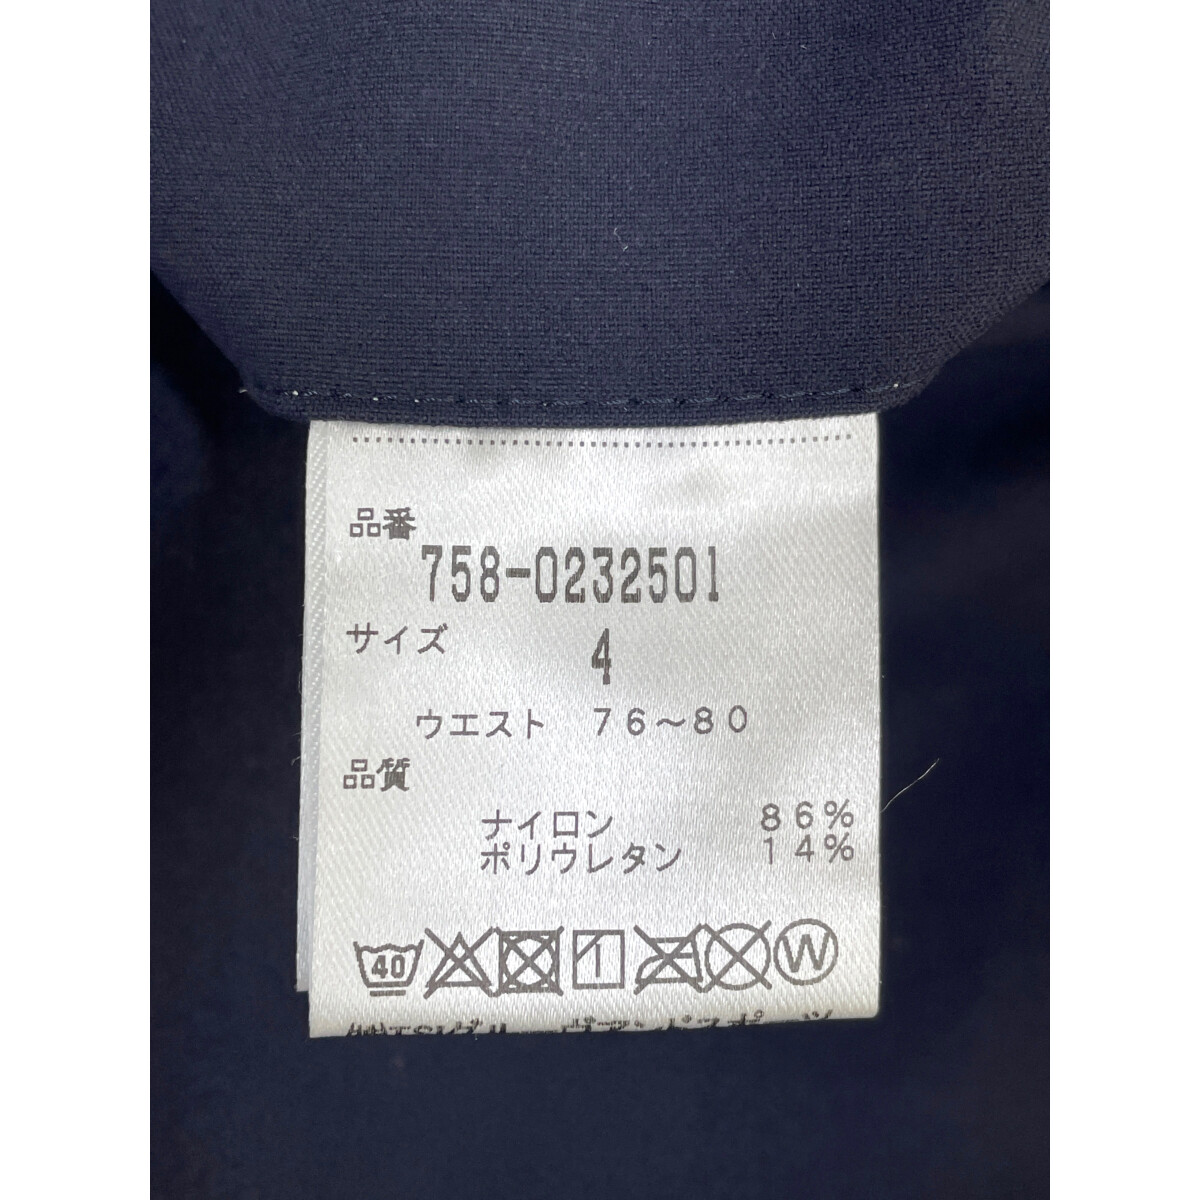 品番
758-0232501
サイズ
4
ウエスト 76～80
品質
ナイロン 86%
ポリウレタン 14%
40 W